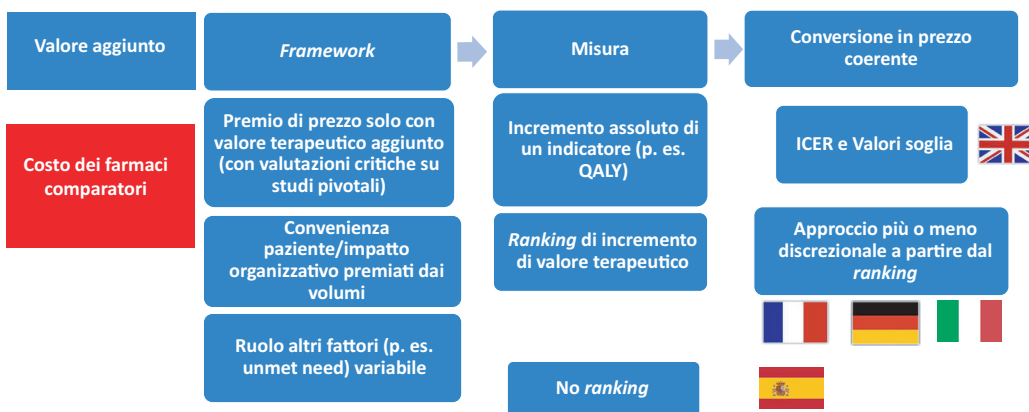 Valore aggiunto
Framework
Misura
Conversione in prezzo
coerente
Costo dei farmaci
comparatori
Premio di prezzo solo con
valore terapeutico aggiunto
(con valutazioni critiche su
studi pivotali)
Incremento assoluto di
un indicatore (p. es.
QALY)
ICER e Valori soglia
Convenienza
paziente/impatto
organizzativo premiati dai
volumi
Ranking di incremento
di valore terapeutico
Approccio più o meno
discrezionale a partire dal
ranking
Ruolo altri fattori (p. es.
unmet need) variabile
No ranking